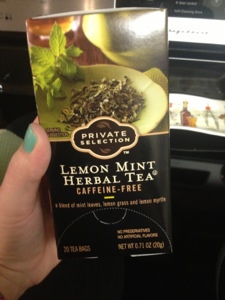 PRIVATE
SELECTION™
LEMON MINT
HERBAL TEA®
CAFFEINE-FREE
a blend of mint leaves, lemon grass and lemon myrtle
NO PRESERVATIVES
NO ARTIFICIAL FLAVORS
20 TEA BAGS
NET WT 0.71 OZ (20g)